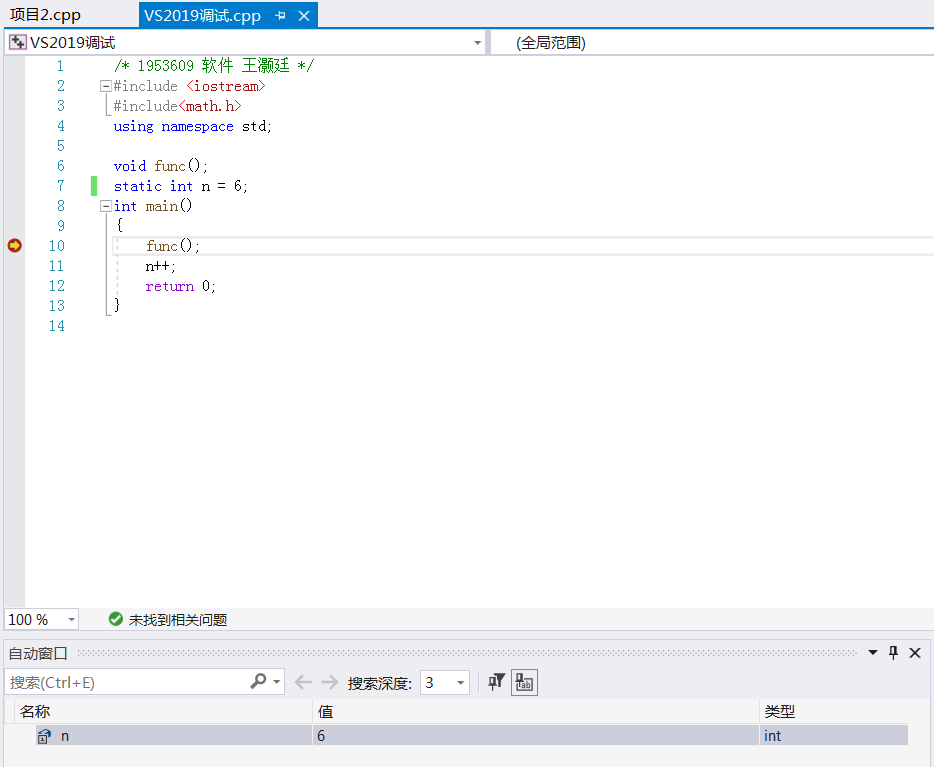 项目2.cpp VS2019调试.cpp
VS2019调试 (全局范围)
1 /* 1953609 软件 王灏廷 */
2 #include <iostream>
3 #include<math.h>
4 using namespace std;
5
6 void func();
7 static int n = 6;
8 int main()
9 {
10 func();
11 n++;
12 return 0;
13 }
14
100 % 未找到相关问题
自动窗口
搜索(Ctrl+E) 搜索深度: 3
名称 值 类型
n 6 int